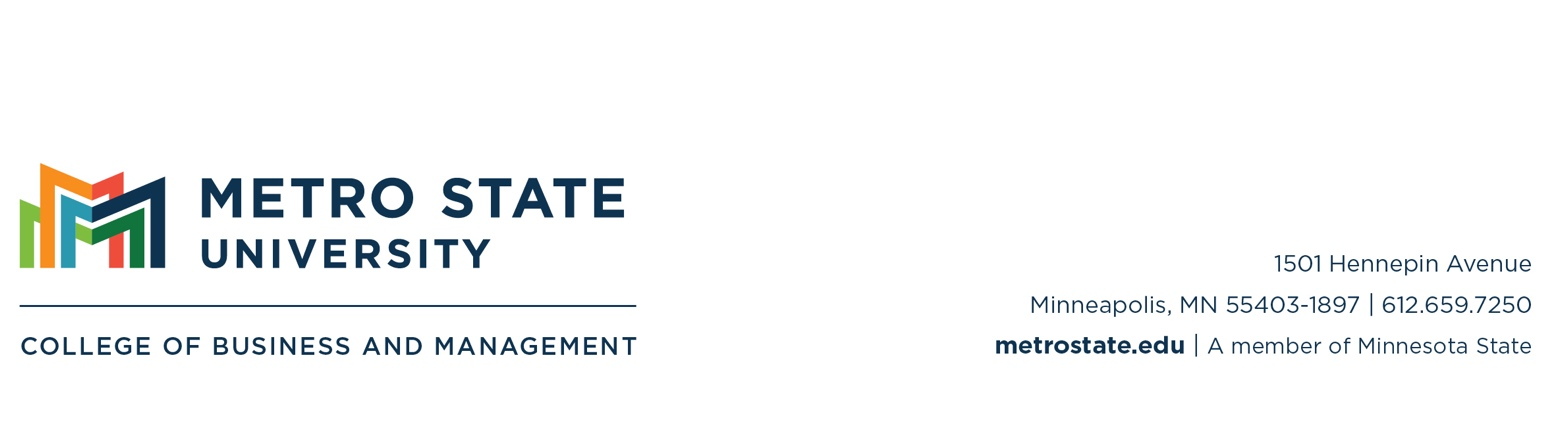 METRO STATE
UNIVERSITY
COLLEGE OF BUSINESS AND MANAGEMENT
1501 Hennepin Avenue
Minneapolis, MN 55403-1897 | 612.659.7250
metrostate.edu | A member of Minnesota State